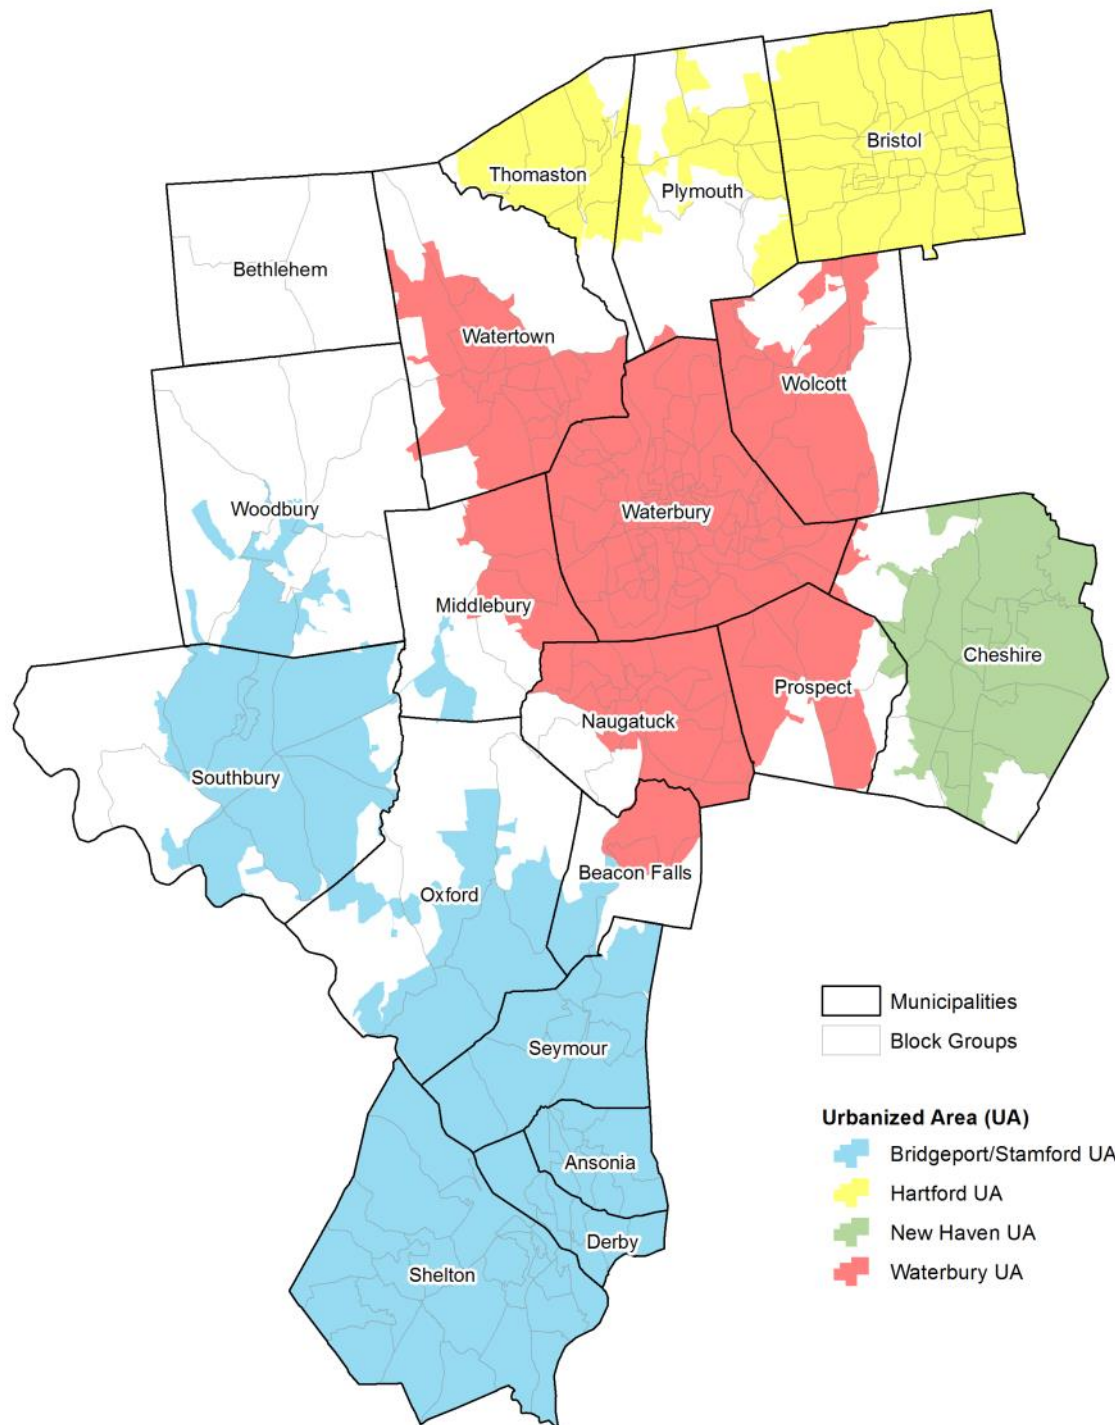 Bristol
Thomaston
Plymouth
Bethlehem
Watertown
Wolcott
Woodbury
Waterbury
Middlebury
Cheshire
Prospect
Naugatuck
Southbury
Beacon Falls
Oxford
Municipalities
Block Groups
Seymour
Urbanized Area (UA)
Bridgeport/Stamford UA
Hartford UA
New Haven UA
Waterbury UA
Ansonia
Derby
Shelton